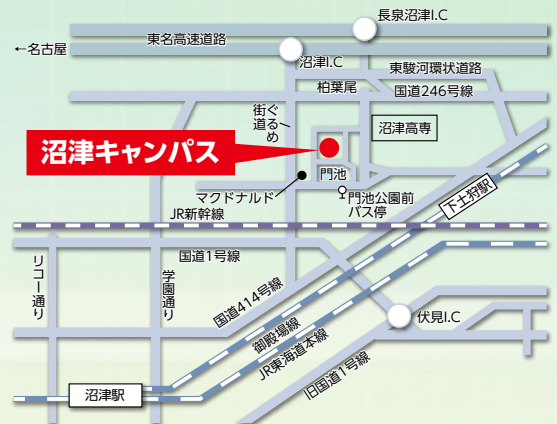 長泉沼津I.C
東名高速道路
←名古屋
沼津I.C
東駿河環状道路
柏葉尾
国道246号線
ぐるめ街道
沼津高専
沼津キャンパス
門池
マクドナルド
門池公園前
バス停
下土狩駅
JR新幹線
国道1号線
リコー通り
学園通り
国道414号線
御殿場線
JR東海道本線
伏見I.C
旧国道1号線
沼津駅